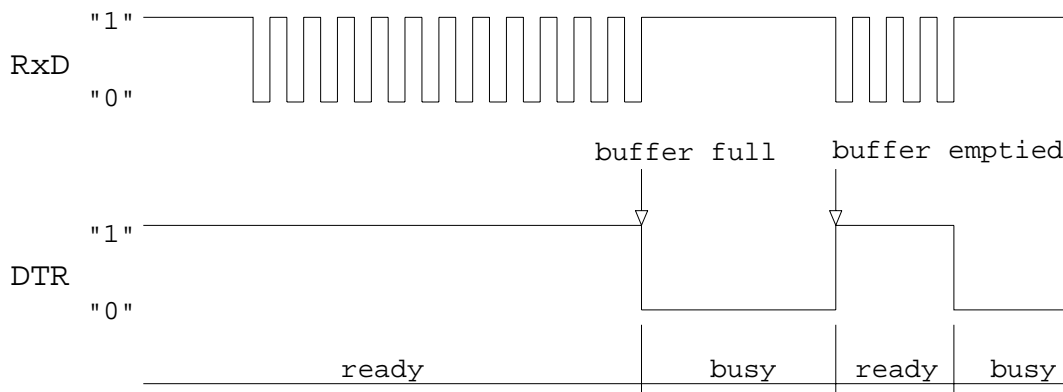 "1"
RxD
"0"
buffer full buffer emptied
"1"
DTR
"0"
ready busy ready busy